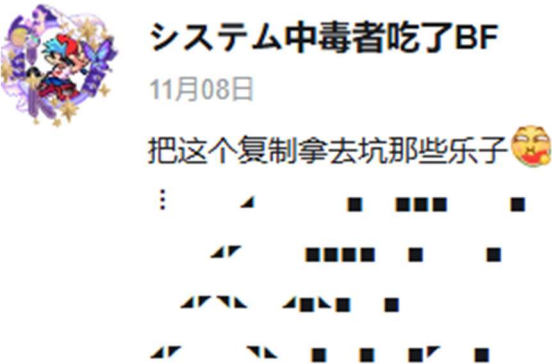 システム中毒者吃了BF
11月08日
把这个复制拿去坑那些乐子
⋮ ◢ ■ ■■■ ■
◢◤ ■■■■ ■ ■
◢◤◥◣ ◢■◣■ ■
◢◤ ◥◣ ■ ■ ■◤ ■